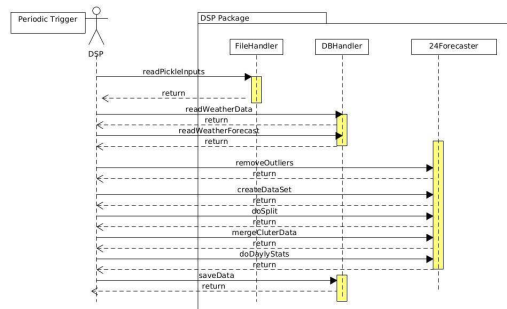 Periodic Trigger
DSP Package
DSP
FileHandler
DBHandler
24Forecaster
readPickleInputs
return
readWeatherData
return
readWeatherForecast
return
removeOutliers
return
createDataSet
return
doSplit
return
mergeCluterData
return
doDaylyStats
return
saveData
return